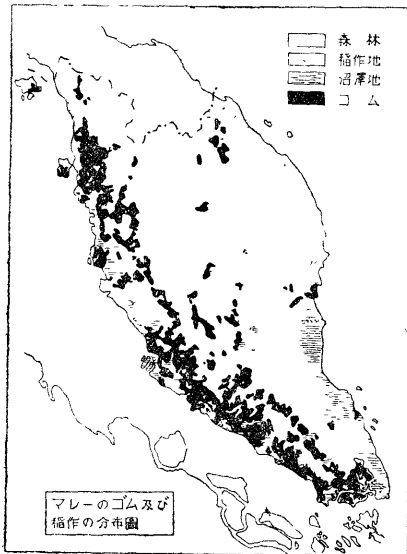 森林
稲作地
沼澤地
ゴム
マレーのゴム及び
稲作の分布圖